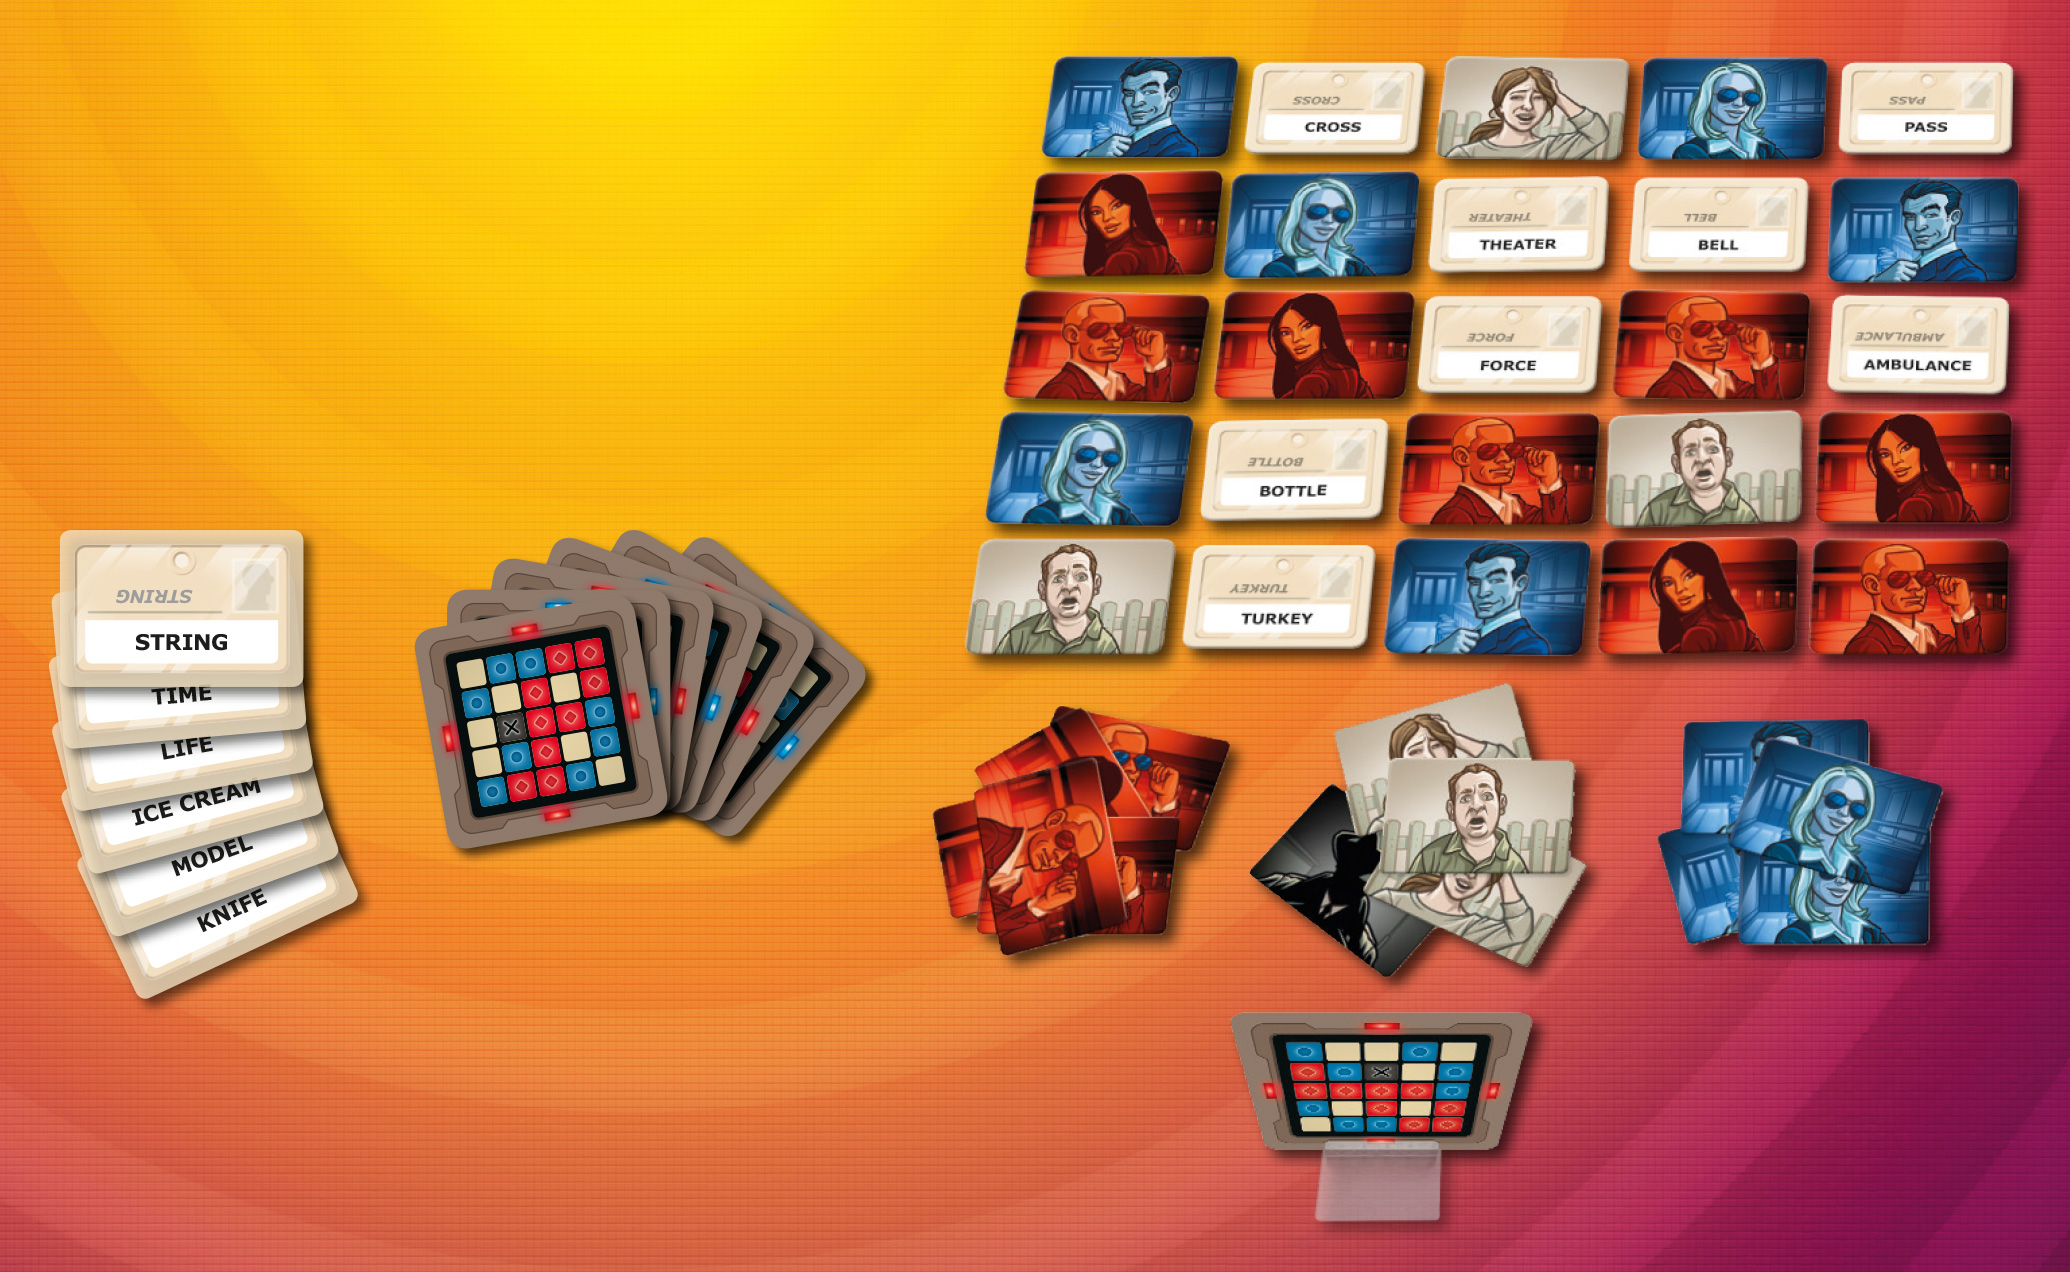 CROSS
CROSS
PASS
PASS
THEATER
THEATER
BELL
BELL
FORCE
FORCE
AMBULANCE
AMBULANCE
BOTTLE
BOTTLE
TURKEY
TURKEY
STRING
STRING
TIME
LIFE
ICE CREAM
MODEL
KNIFE